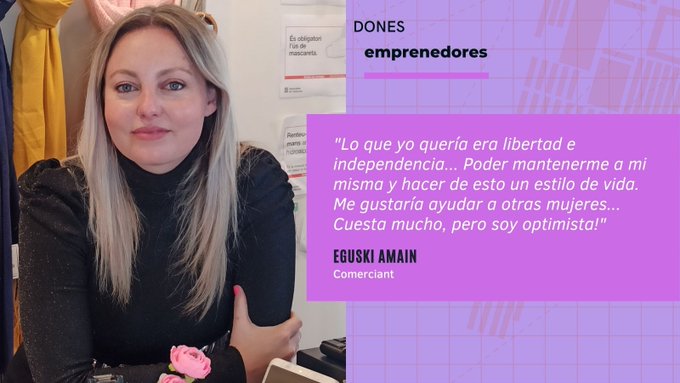 És obligatori
l'ús de
mascareta.
DONES
emprenedores
"Lo que yo quería era libertad e
independencia... Poder mantenerme a mi
misma y hacer de esto un estilo de vida.
Me gustaría ayudar a otras mujeres...
Cuesta mucho, pero soy optimista!"
EGUSKI AMAIN
Comerciant